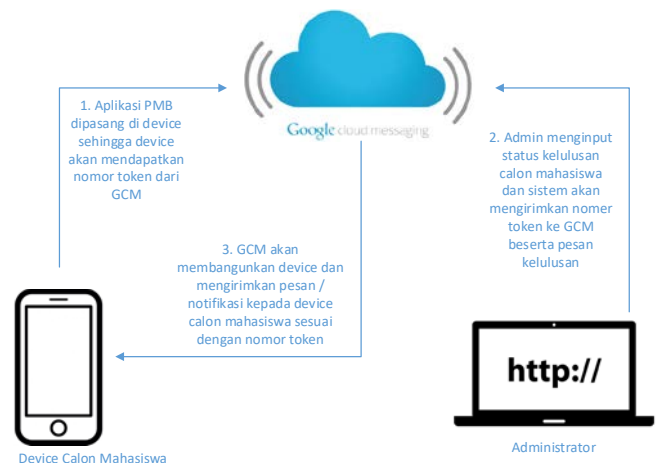 Google cloud messaging
1. Aplikasi PMB
dipasang di device
sehingga device
akan mendapatkan
nomor token dari
GCM
2. Admin menginput
status kelulusan
calon mahasiswa
dan sistem akan
mengirimkan nomer
token ke GCM
beserta pesan
kelulusan
3. GCM akan
membangunkan device dan
mengirimkan pesan /
notifikasi kepada device
calon mahasiswa sesuai
dengan nomor token
http://
Device Calon Mahasiswa
Administrator